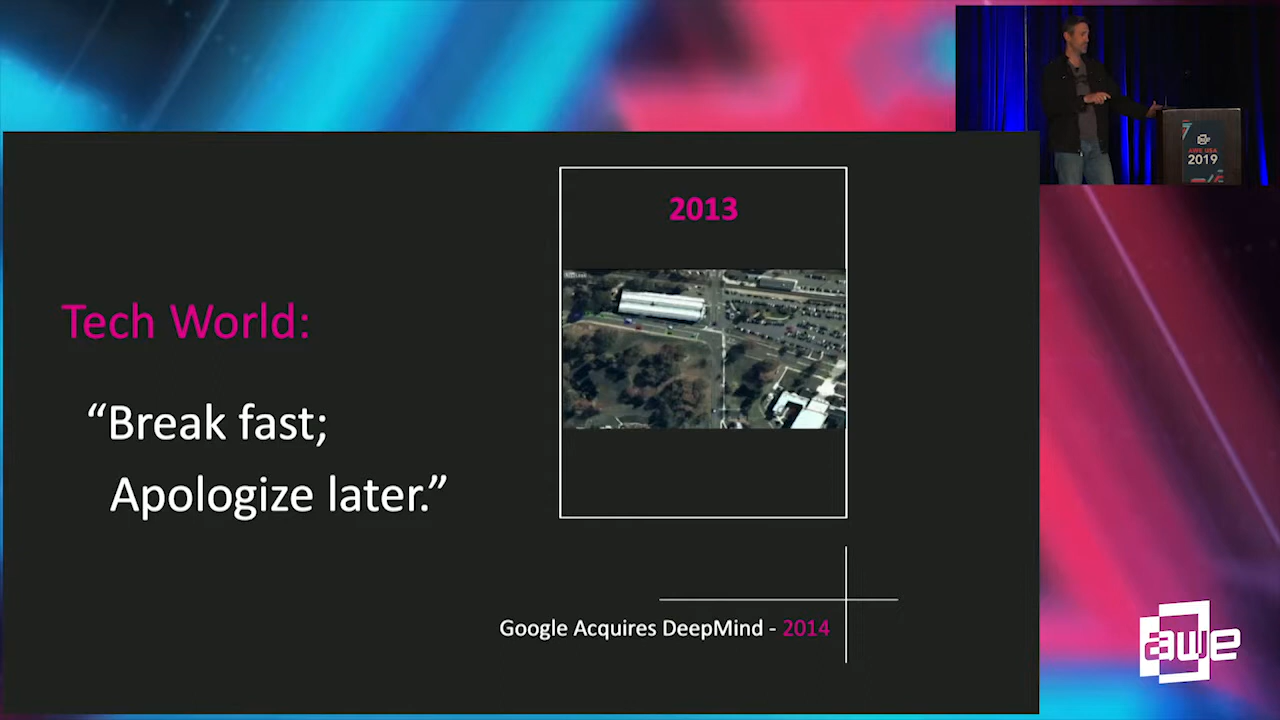 2013
Tech World:
“Break fast;
Apologize later.”
Google Acquires DeepMind - 2014
AWE USA
2019
awe